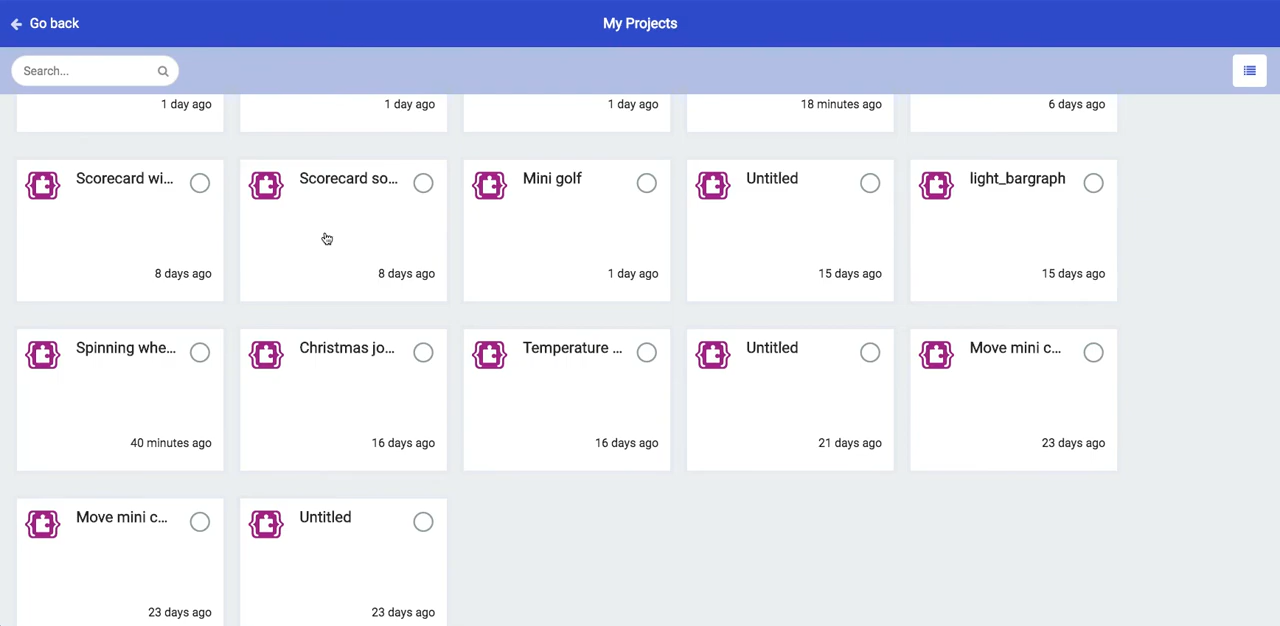 Go back
My Projects
Search...
1 day ago
1 day ago
1 day ago
18 minutes ago
6 days ago
Scorecard wi...
Scorecard so...
Mini golf
Untitled
light_bargraph
8 days ago
8 days ago
1 day ago
15 days ago
15 days ago
Spinning whe...
Christmas jo...
Temperature ...
Untitled
Move mini c...
40 minutes ago
16 days ago
16 days ago
21 days ago
23 days ago
Move mini c...
Untitled
23 days ago
23 days ago